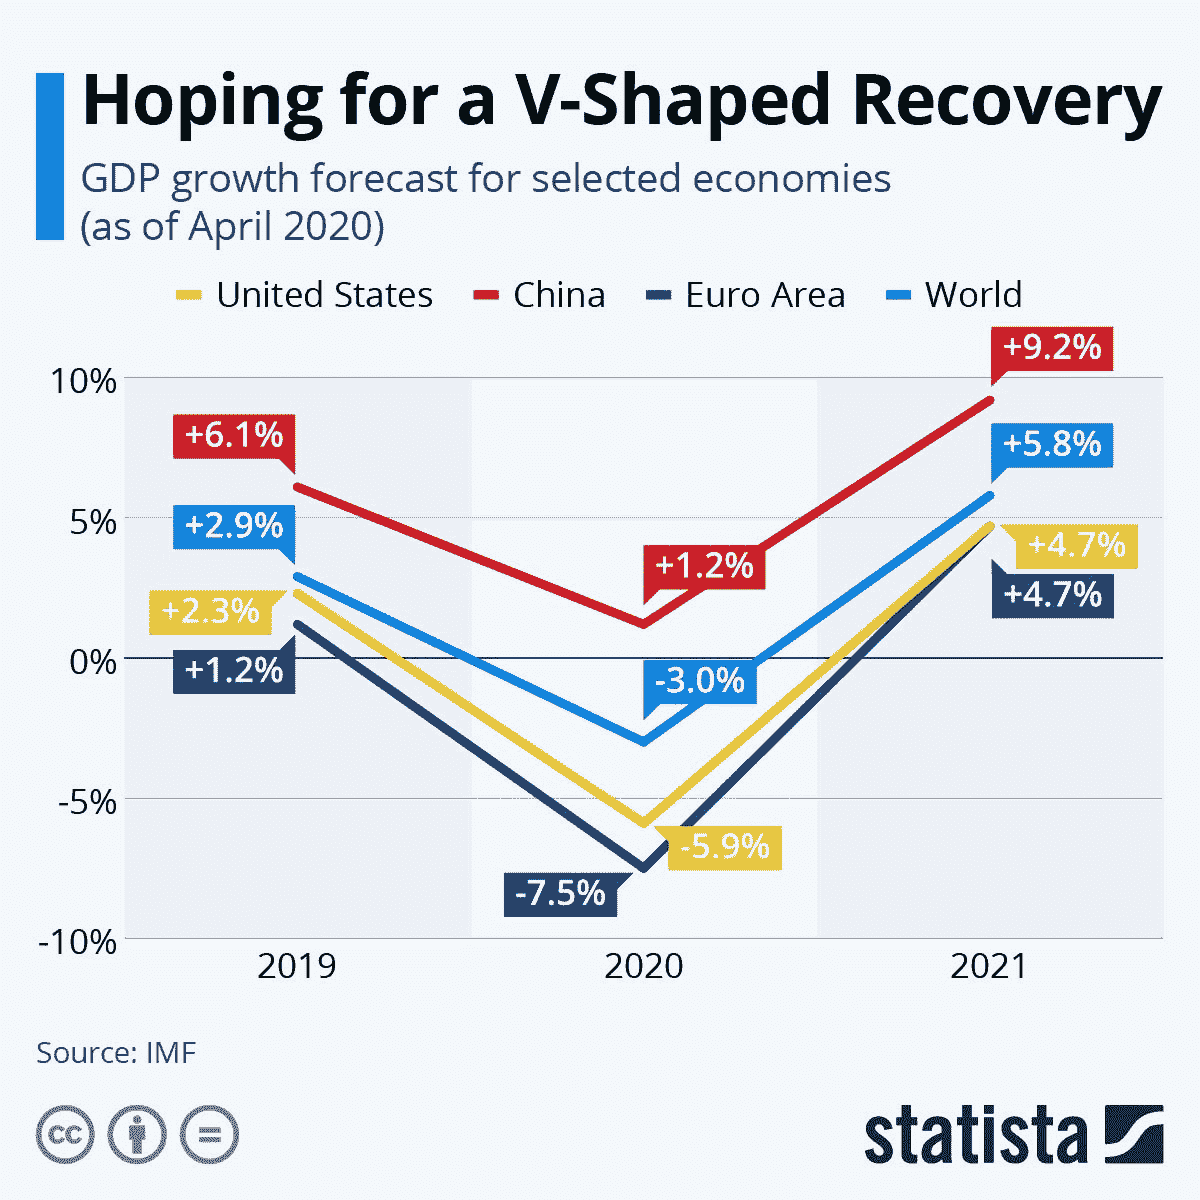 Hoping for a V-Shaped Recovery
GDP growth forecast for selected economies
(as of April 2020)
United States China Euro Area World
10%
5%
0%
-5%
-10%
+6.1%
+2.9%
+2.3%
+1.2%
+1.2%
-3.0%
-5.9%
-7.5%
+9.2%
+5.8%
+4.7%
+4.7%
2019 2020 2021
Source: IMF
cc
statista